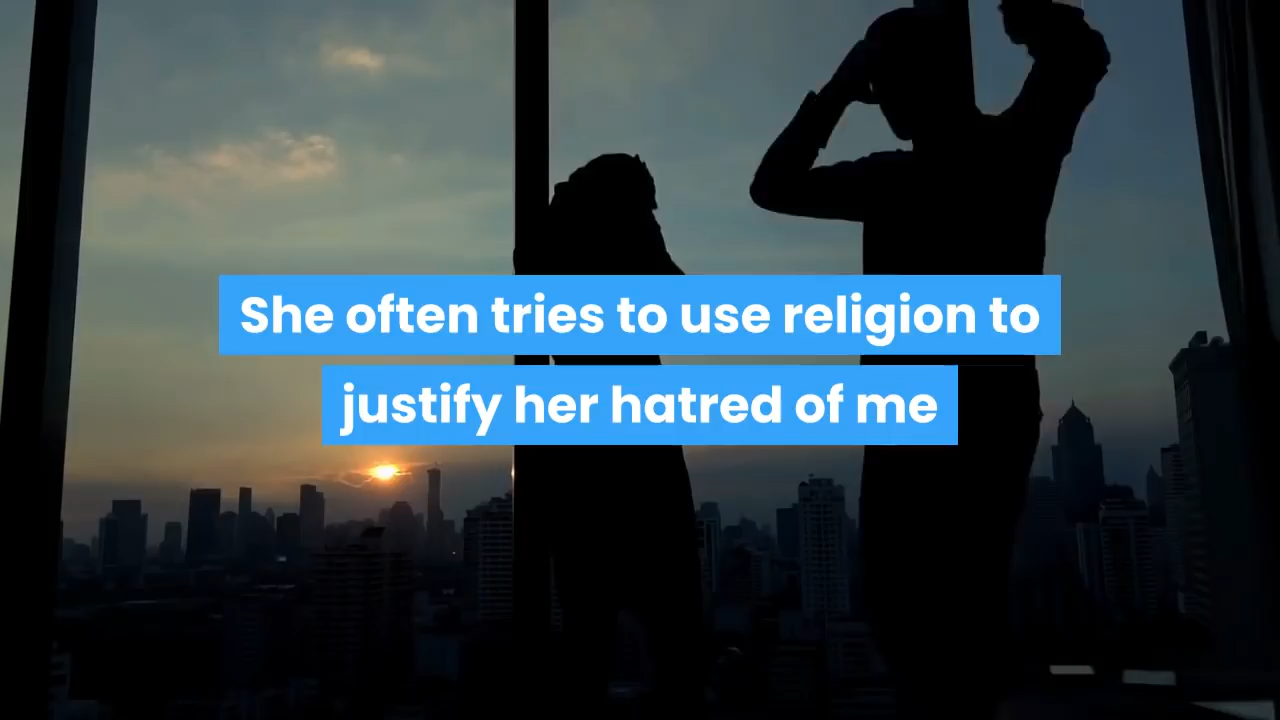 She often tries to use religion to
justify her hatred of me